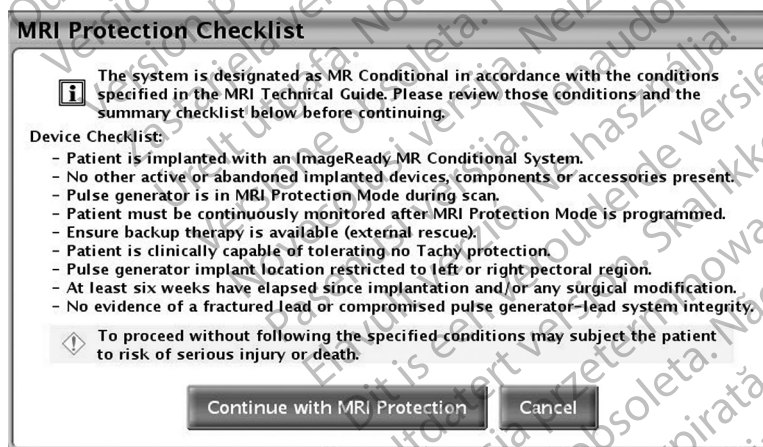 MRI Protection Checklist
The system is designated as MR Conditional in accordance with the conditions
specified in the MRI Technical Guide. Please review those conditions and the
summary checklist below before continuing.
Device Checklist:
- Patient is implanted with an ImageReady MR Conditional System.
- No other active or abandoned implanted devices, components or accessories present.
- Pulse generator is in MRI Protection Mode during scan.
- Patient must be continuously monitored after MRI Protection Mode is programmed.
- Ensure backup therapy is available (external rescue).
- Patient is clinically capable of tolerating no Tachy protection.
- Pulse generator implant location restricted to left or right pectoral region.
- At least six weeks have elapsed since implantation and/or any surgical modification.
- No evidence of a fractured lead or compromised pulse generator-lead system integrity.
To proceed without following the specified conditions may subject the patient
to risk of serious injury or death.
Continue with MRI Protection
Cancel